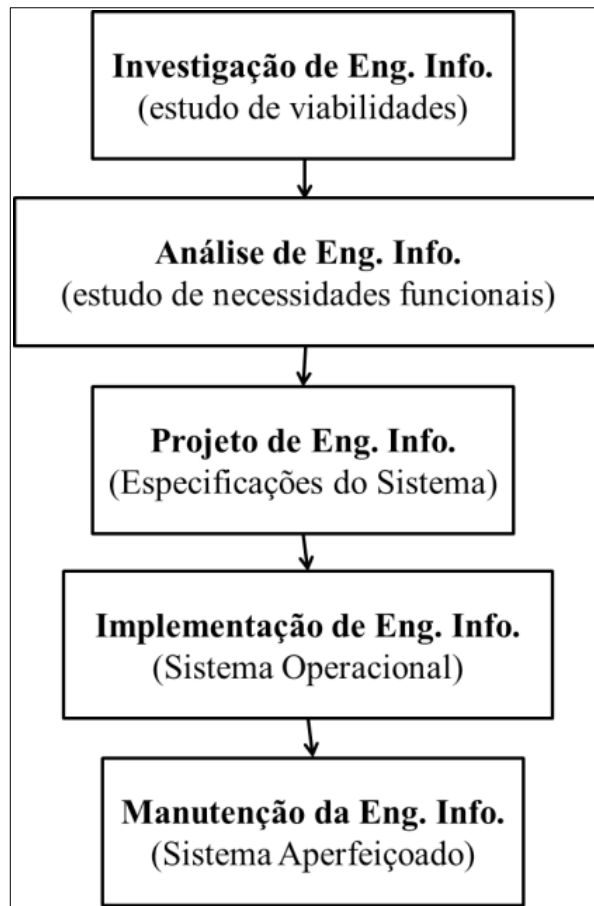 Investigação de Eng. Info.
(estudo de viabilidades)
Análise de Eng. Info.
(estudo de necessidades funcionais)
Projeto de Eng. Info.
(Especificações do Sistema)
Implementação de Eng. Info.
(Sistema Operacional)
Manutenção da Eng. Info.
(Sistema Aperfeiçoado)